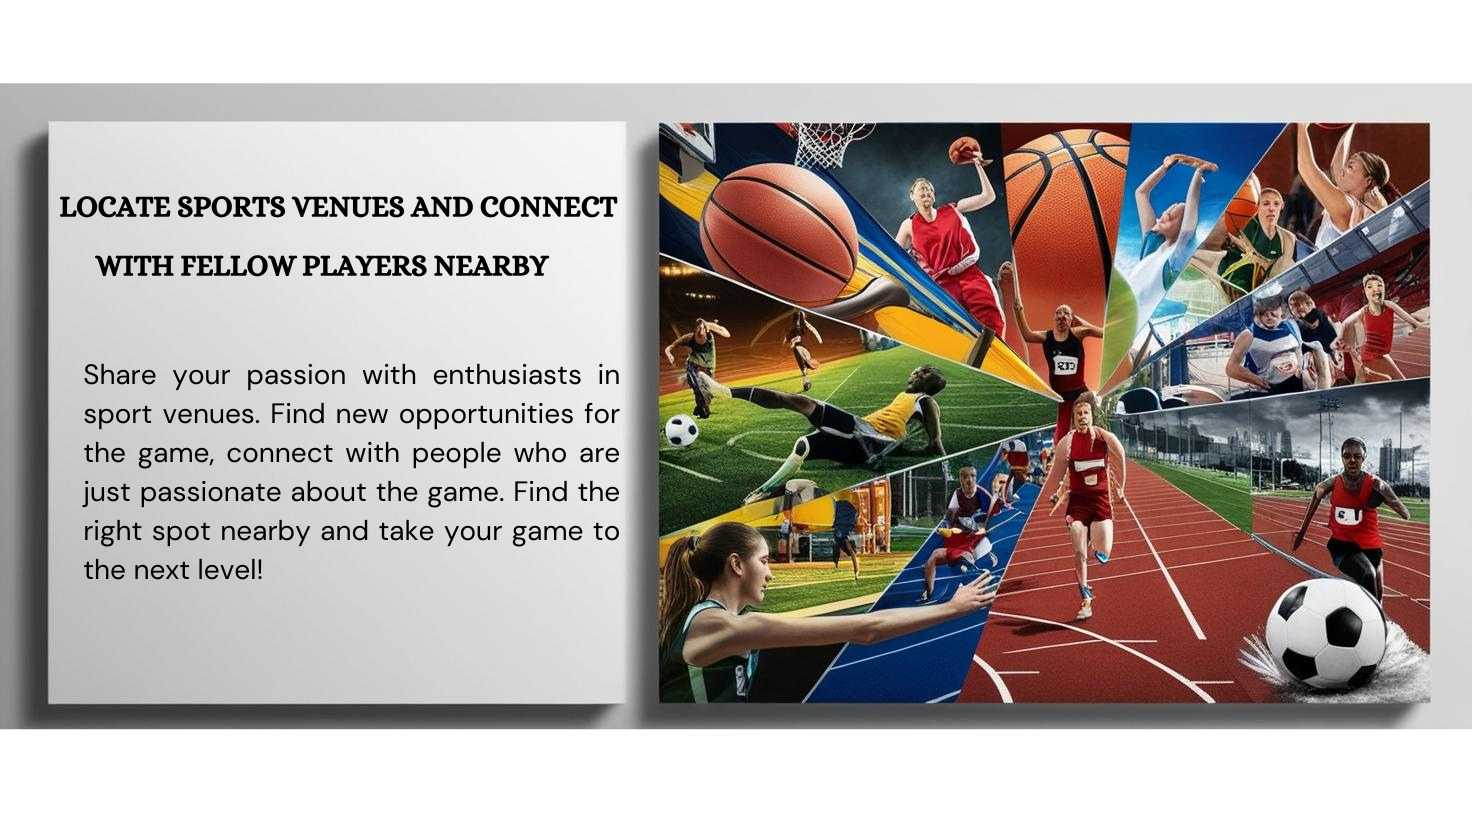 LOCATE SPORTS VENUES AND CONNECT
WITH FELLOW PLAYERS NEARBY
Share your passion with enthusiasts in
sport venues. Find new opportunities for
the game, connect with people who are
just passionate about the game. Find the
right spot nearby and take your game to
the next level!